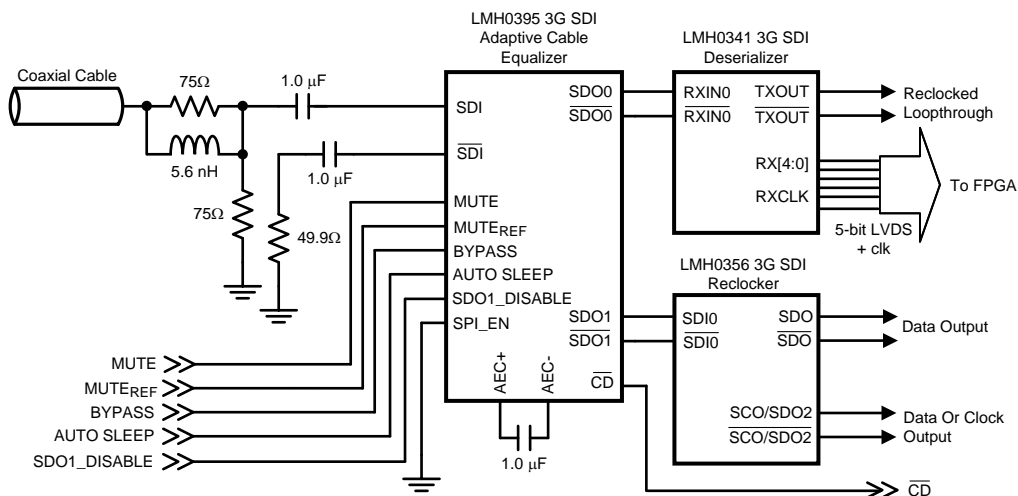 LMH0395 3G SDI
Adaptive Cable
Equalizer
LMH0341 3G SDI
Deserializer
Coaxial Cable
75Ω
1.0 µF
5.6 nH
1.0 µF
75Ω
49.9Ω
SDI
SDI
MUTE
MUTEREF
BYPASS
AUTO SLEEP
SDO1_DISABLE
SPI_EN
AEC+
AEC-
1.0 µF
SDO0
SDO0
SDO1
SDO1
CD
RXIN0
RXIN0
TXOUT
TXOUT
RX[4:0]
RXCLK
Reclocked
Loopthrough
To FPGA
5-bit LVDS
+ clk
LMH0356 3G SDI
Reclocker
SDI0
SDI0
SDO
SDO
SCO/SDO2
SCO/SDO2
Data Output
Data Or Clock
Output
MUTE
MUTEREF
BYPASS
AUTO SLEEP
SDO1_DISABLE
CD